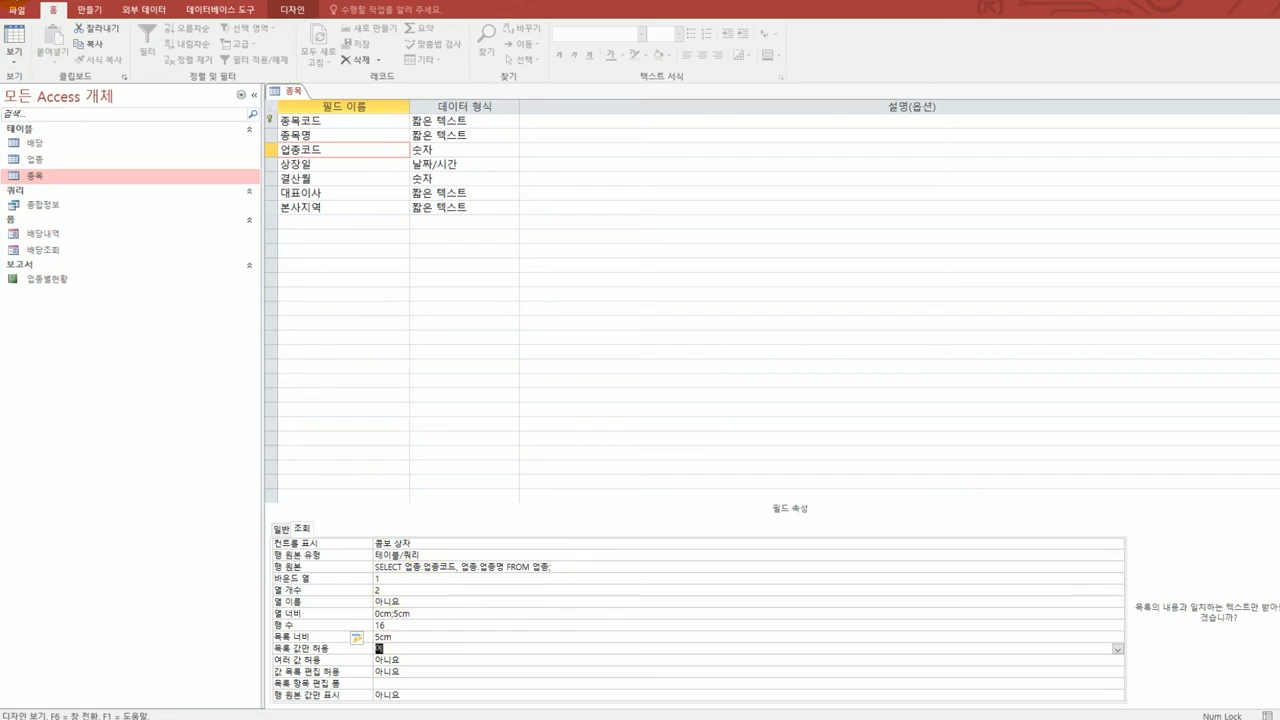 파일 홈 만들기 외부 데이터 데이터베이스 도구 디자인 수행할 작업을 알려 주세요.
보기
붙여넣기
잘라내기
복사
서식 복사
필터
오름차순
내림차순
정렬 제거
선택 영역
고급
필터 적용/해제
모두 새로 고침
새로 만들기
저장
삭제
요약
맞춤법 검사
기타
찾기
바꾸기
이동
선택
가 가 가 가
보기 클립보드 정렬 및 필터 레코드 찾기 텍스트 서식
모든 Access 개체
검색...
테이블
배당
업종
종목
쿼리
종합정보
폼
배당내역
배당조회
보고서
업종별현황
종목
필드 이름 데이터 형식 설명(옵션)
종목코드 짧은 텍스트
종목명 짧은 텍스트
업종코드 숫자
상장일 날짜/시간
결산월 숫자
대표이사 짧은 텍스트
본사지역 짧은 텍스트
필드 속성
일반 조회
컨트롤 표시 콤보 상자
행 원본 유형 테이블/쿼리
행 원본 SELECT 업종.업종코드, 업종.업종명 FROM 업종;
바운드 열 1
열 개수 2
열 이름 아니요
열 너비 0cm;5cm
행 수 16
목록 너비 5cm
목록 값만 허용 예
여러 값 허용 아니요
값 목록 편집 허용 아니요
목록 항목 편집 폼
행 원본 값만 표시 아니요
목록의 내용과 일치하는 텍스트만 받아
겠습니까?
디자인 보기. F6 = 창 전환. F1 = 도움말. Num Lock